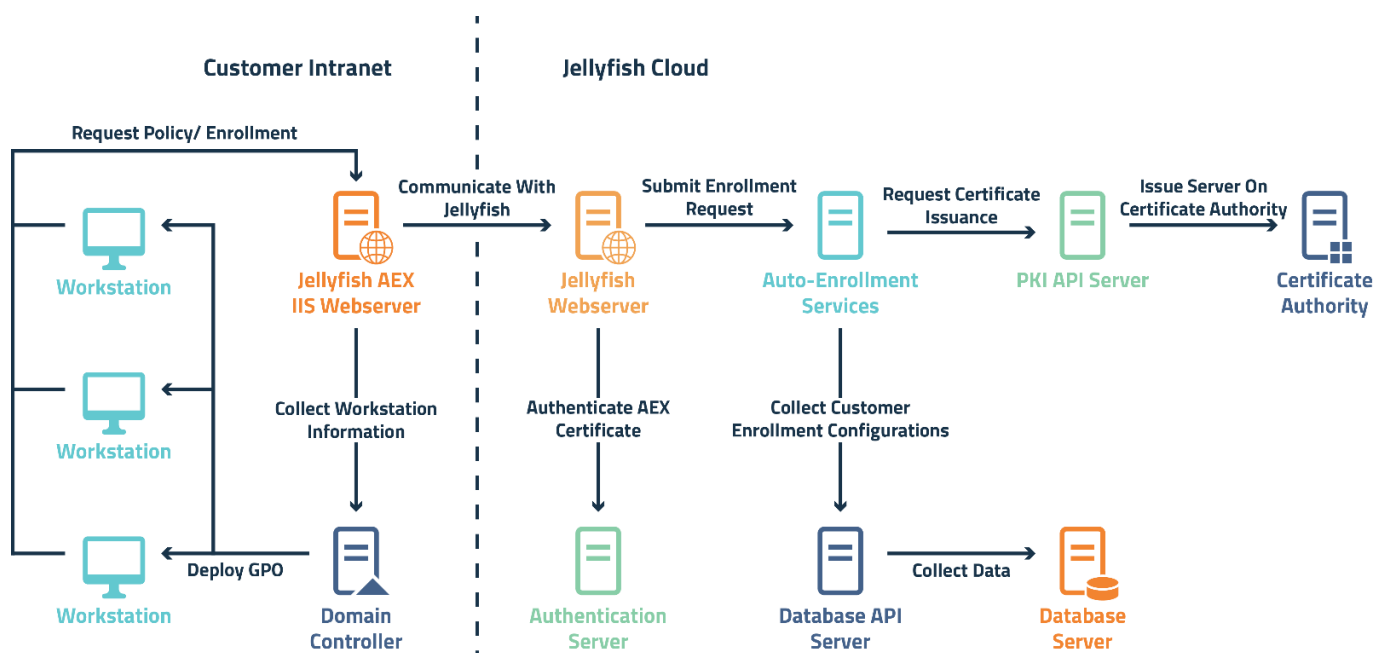 Customer Intranet
Jellyfish Cloud
Request Policy/ Enrollment
Communicate With
Jellyfish
Submit Enrollment
Request
Request Certificate
Issuance
Issue Server On
Certificate Authority
Workstation
Jellyfish AEX
IIS Webserver
Jellyfish
Webserver
Auto-Enrollment
Services
PKI API Server
Certificate
Authority
Collect Workstation
Information
Authenticate AEX
Certificate
Collect Customer
Enrollment Configurations
Workstation
Deploy GPO
Collect Data
Workstation
Domain
Controller
Authentication
Server
Database API
Server
Database
Server